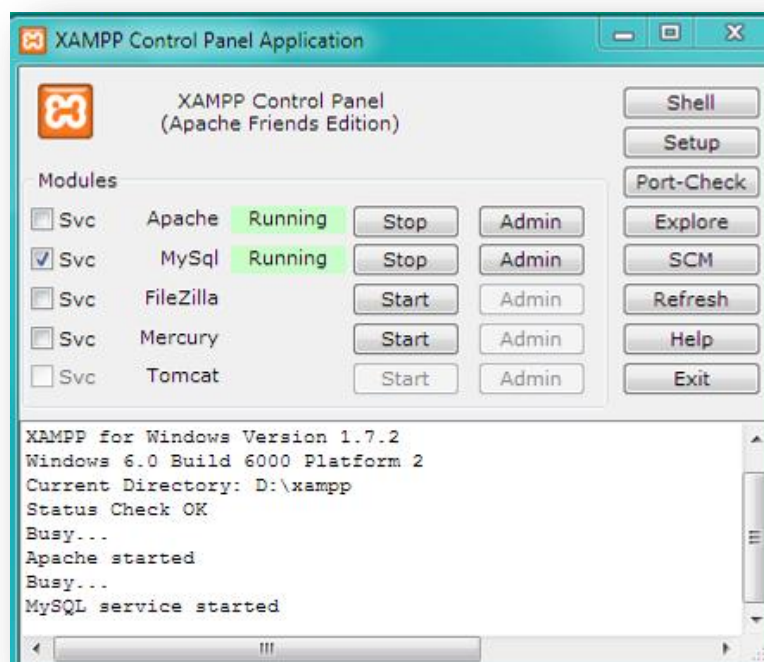 XAMPP Control Panel Application
XAMPP Control Panel
(Apache Friends Edition)
Shell
Setup
Modules
Port-Check
Svc Apache Running Stop Admin Explore
Svc MySql Running Stop Admin SCM
Svc FileZilla Start Admin Refresh
Svc Mercury Start Admin Help
Svc Tomcat Start Admin Exit
XAMPP for Windows Version 1.7.2
Windows 6.0 Build 6000 Platform 2
Current Directory: D:\xampp
Status Check OK
Busy...
Apache started
Busy...
MySQL service started